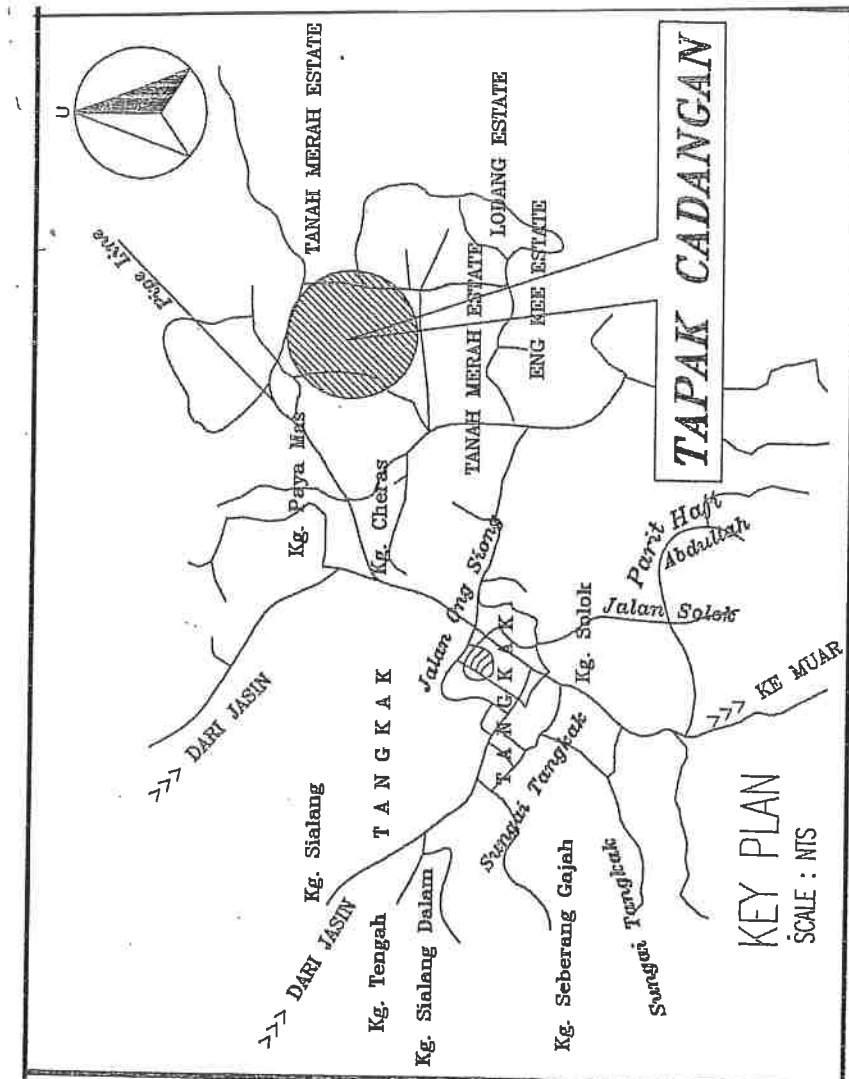 U
TANAH MERAH ESTATE
Pipe Line
LODANG ESTATE
TANAH MERAH ESTATE
ENG KEE ESTATE
TAPAK CADANGAN
Kg. Paya Mas
Kg. Cheras
Jalan Ong Siong
Parit Haji
Abdullah
Jalan Solok
Kg. Solok
TANGKAK
>>> KE MUAR
>>> DARI JASIN
TANGKAK
Kg. Sialang
>>> DARI JASIN
Kg. Tengah
Kg. Sialang Dalam
Sungai Tangkak
Kg. Seberang Gajah
Sungai Tangkak
KEY PLAN
SCALE : NTS